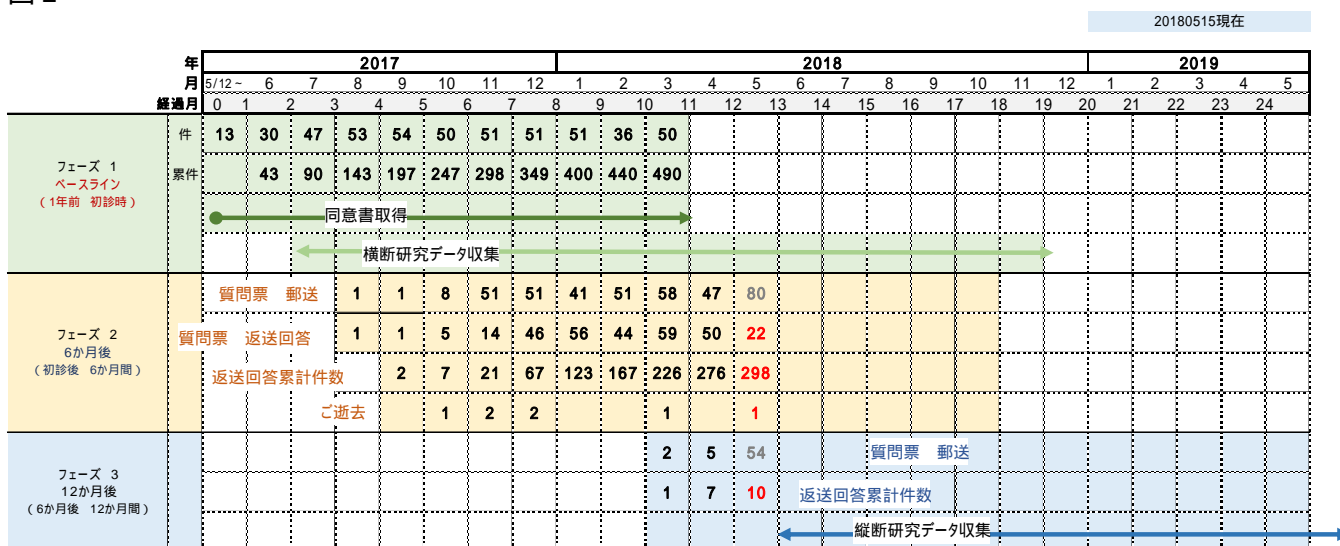 20180515現在
年 2017 2018 2019
月 5/12~ 6 7 8 9 10 11 12 1 2 3 4 5 6 7 8 9 10 11 12 1 2 3 4 5
経過月 0 1 2 3 4 5 6 7 8 9 10 11 12 13 14 15 16 17 18 19 20 21 22 23 24
フェーズ 1
ベースライン
(1年前 初診時)
件 13 30 47 53 54 50 51 51 51 36 50
累件 43 90 143 197 247 298 349 400 440 490
同意書取得
横断研究データ収集
フェーズ 2
6か月後
(初診後 6か月間)
質問票 郵送 1 1 8 51 51 41 51 58 47 80
質問票 返送回答 1 1 5 14 46 56 44 59 50 22
返送回答累計件数 2 7 21 67 123 167 226 276 298
ご逝去 1 2 2 1 1
フェーズ 3
12か月後
(6か月後 12か月間)
2 5 54 質問票 郵送
1 7 10 返送回答累計件数
縦断研究データ収集